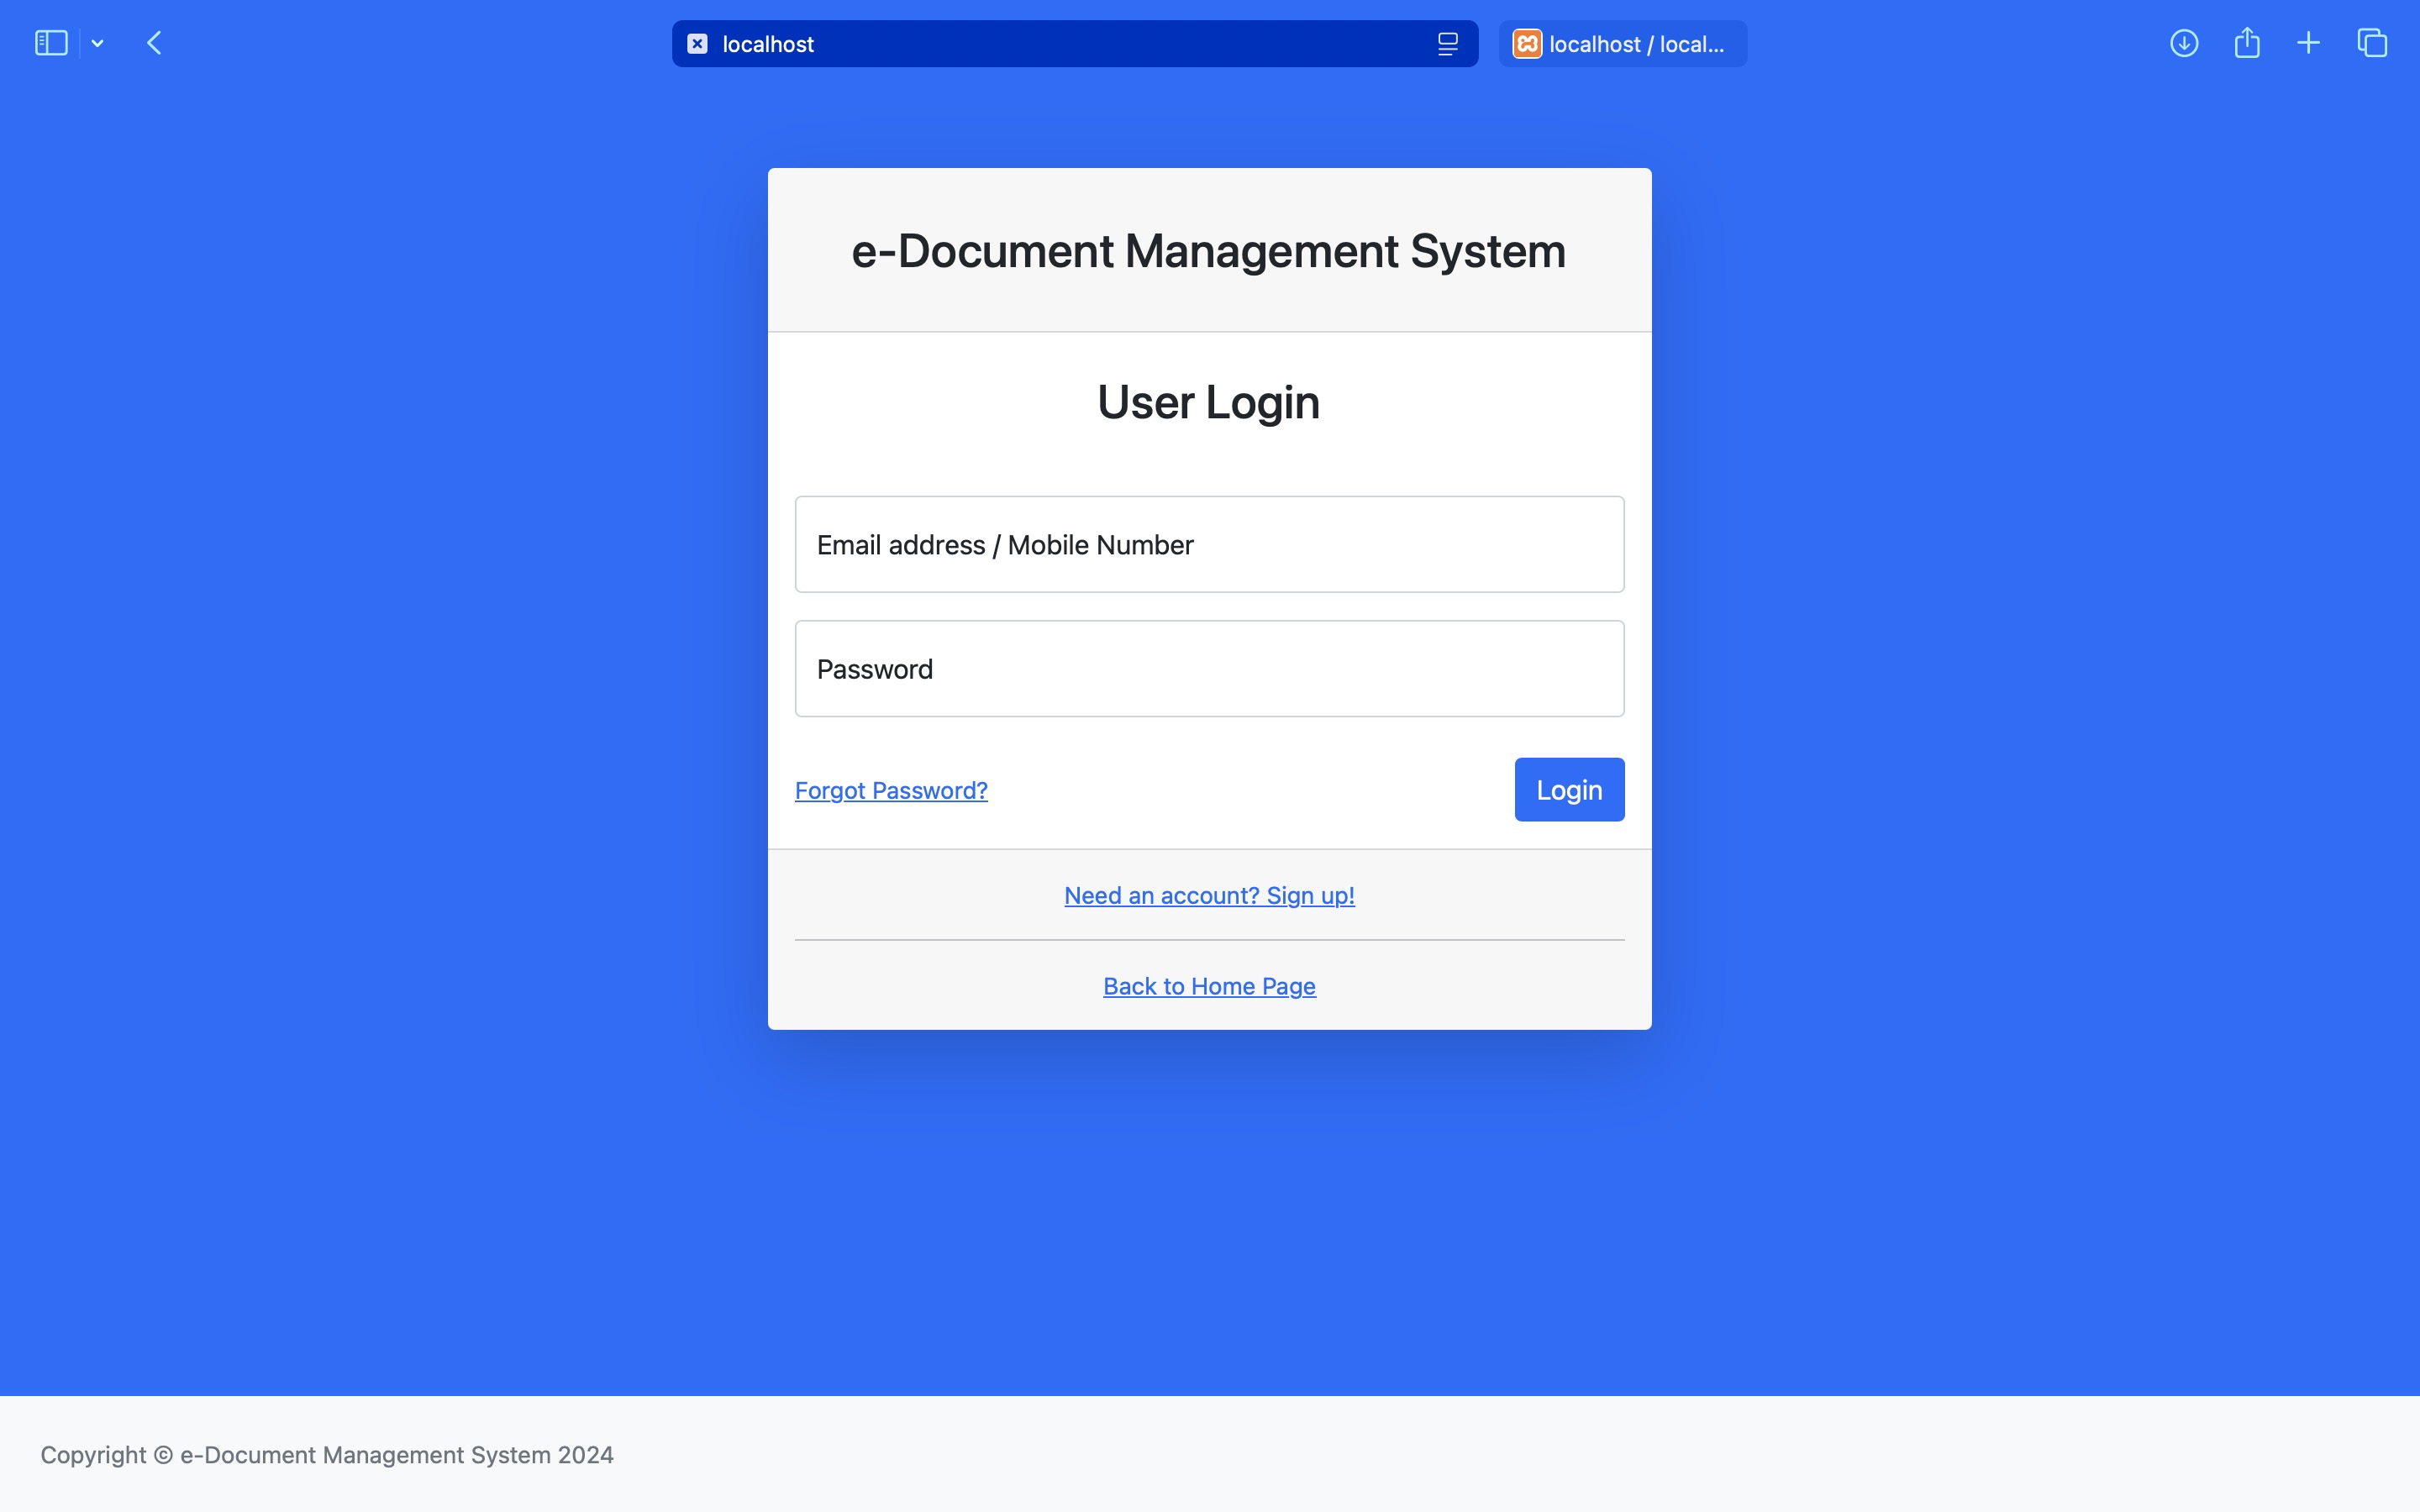 localhost
localhost / local...
e-Document Management System
User Login
Email address / Mobile Number
Password
Forgot Password?
Login
Need an account? Sign up!
Back to Home Page
Copyright © e-Document Management System 2024